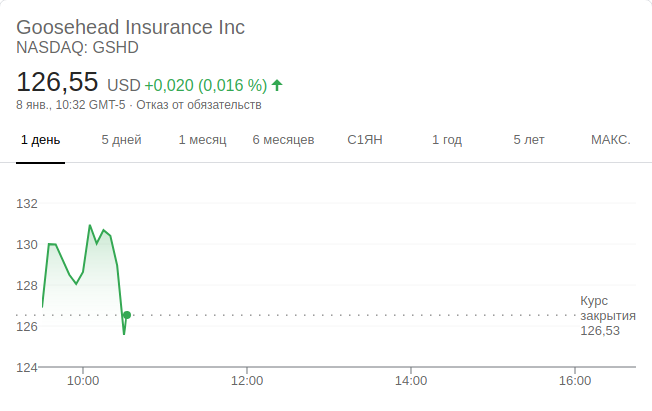 Goosehead Insurance Inc
NASDAQ: GSHD
126,55 USD +0,020 (0,016 %)
8 янв., 10:32 GMT-5 · Отказ от обязательств
1 день 5 дней 1 месяц 6 месяцев С1ЯН 1 год 5 лет МАКС.
132
130
128
126
124
Курс
закрытия
126,53
10:00 12:00 14:00 16:00